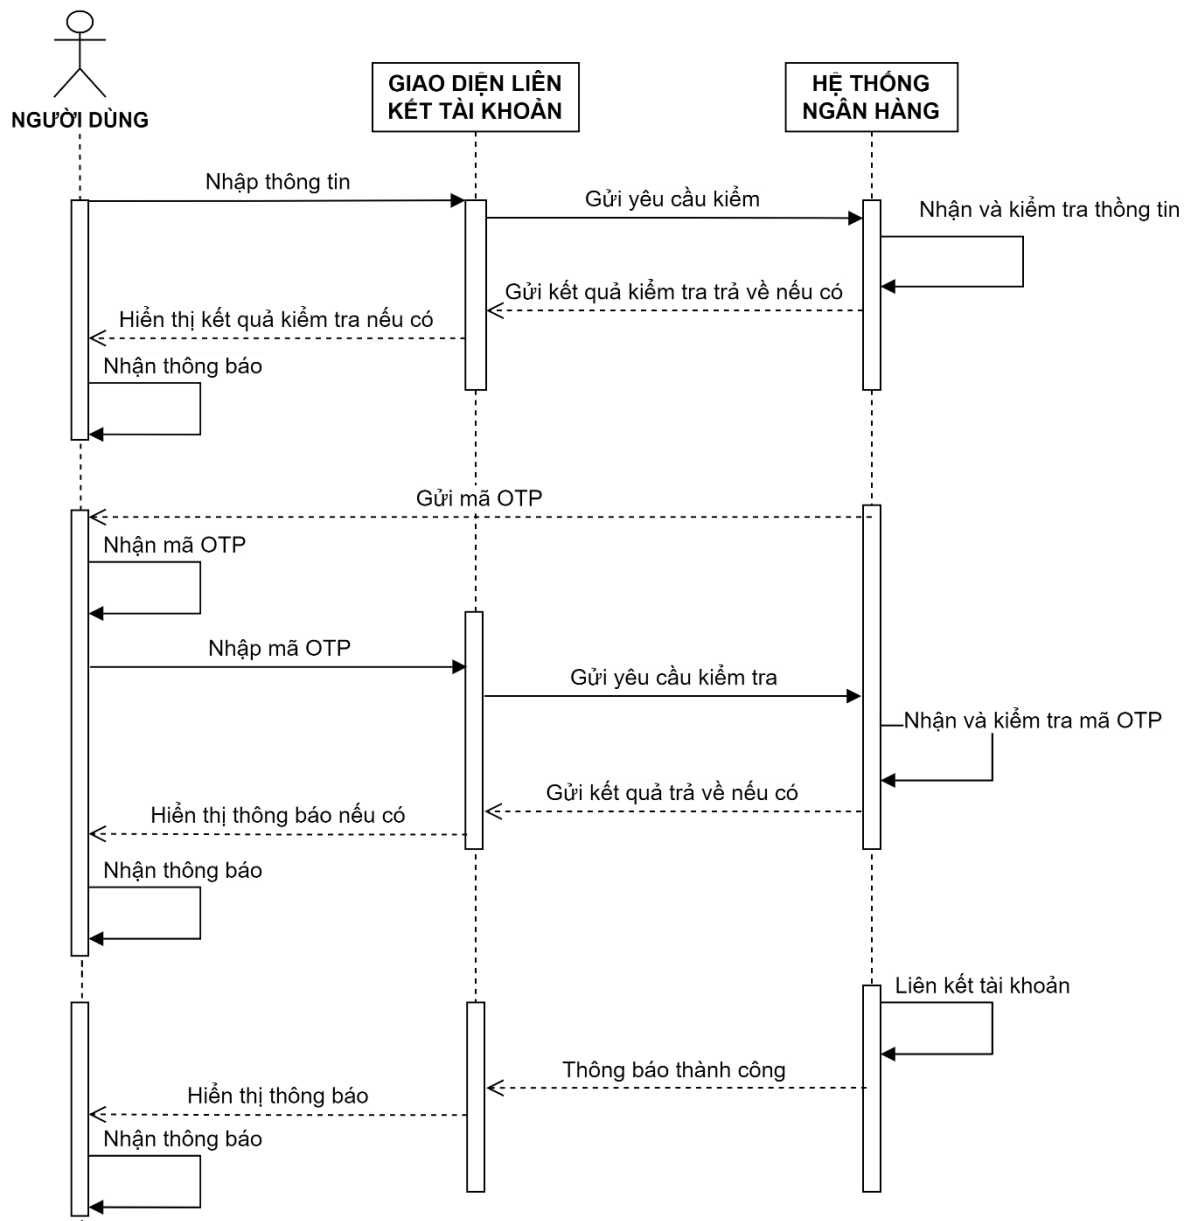 NGƯỜI DÙNG
GIAO DIỆN LIÊN
KẾT TÀI KHOẢN
HỆ THỐNG
NGÂN HÀNG
Nhập thông tin
Gửi yêu cầu kiểm
Nhận và kiểm tra thồng tin
Gửi kết quả kiểm tra trả về nếu có
Hiển thị kết quả kiểm tra nếu có
Nhận thông báo
Gửi mã OTP
Nhận mã OTP
Nhập mã OTP
Gửi yêu cầu kiểm tra
Nhận và kiểm tra mã OTP
Gửi kết quả trả về nếu có
Hiển thị thông báo nếu có
Nhận thông báo
Liên kết tài khoản
Thông báo thành công
Hiển thị thông báo
Nhận thông báo